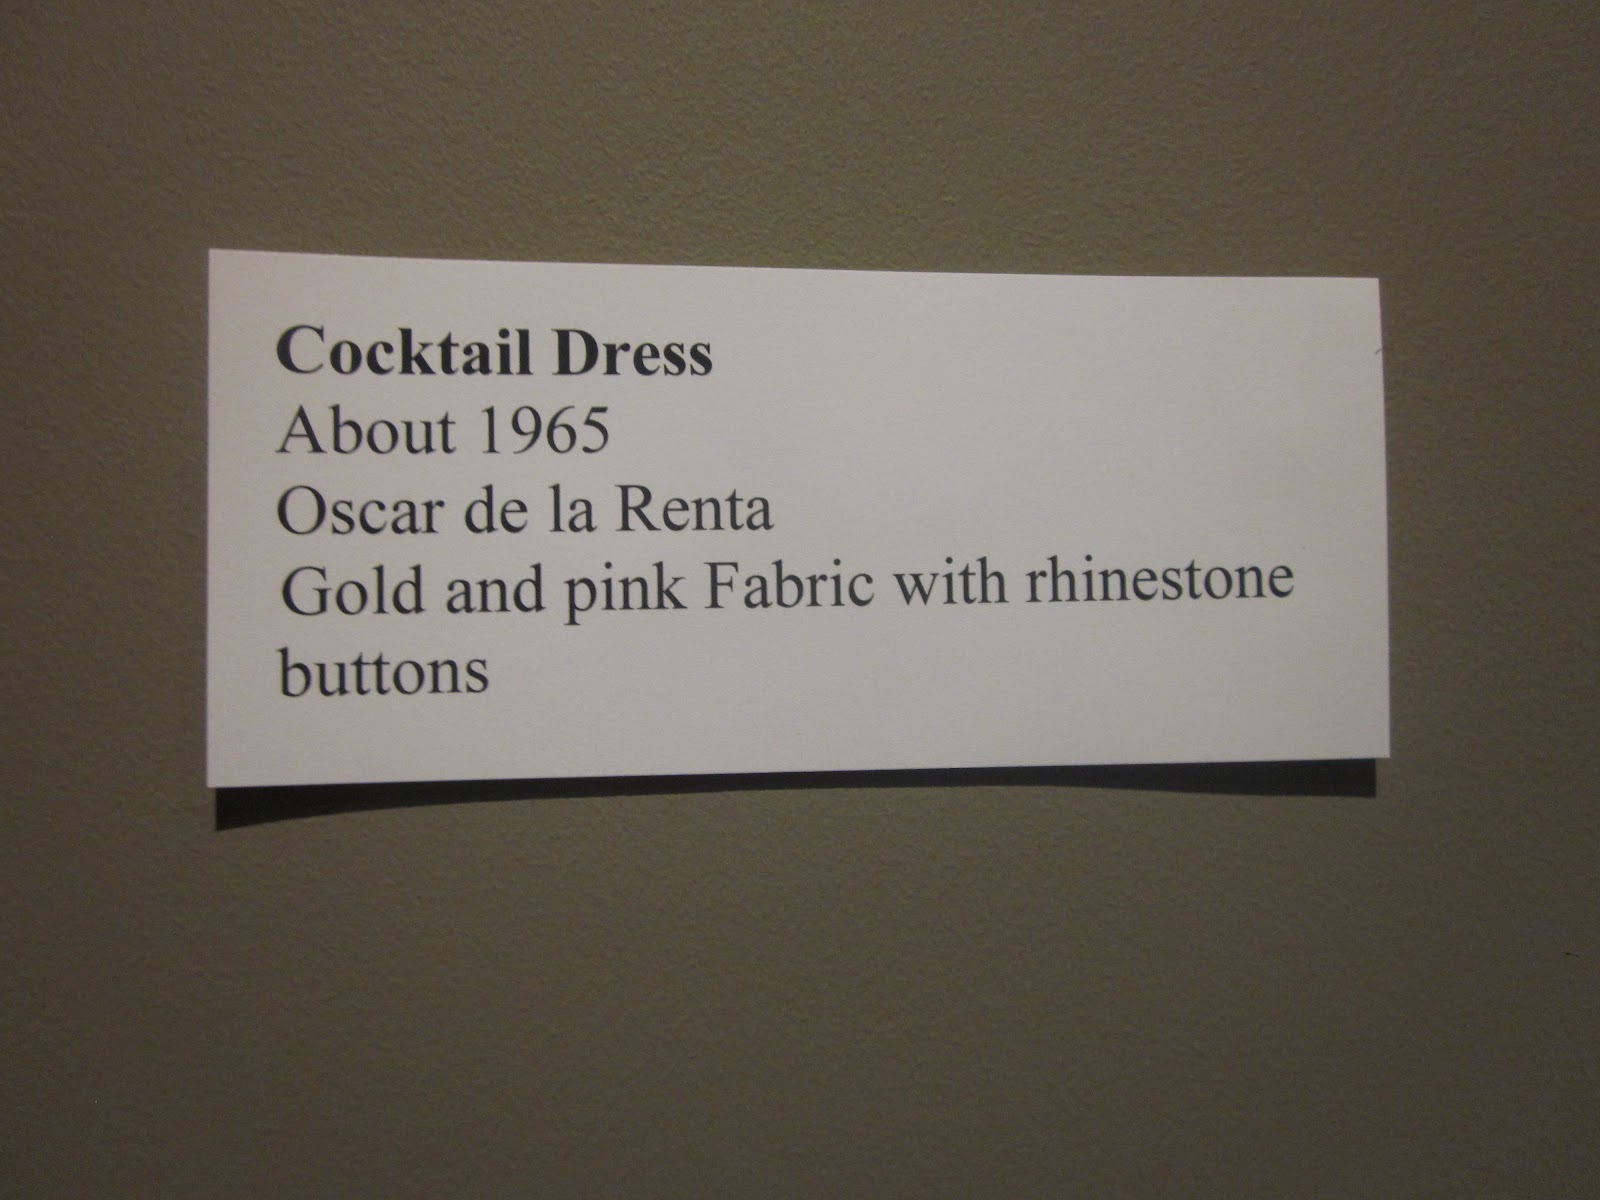 Cocktail Dress
About 1965
Oscar de la Renta
Gold and pink Fabric with rhinestone
buttons